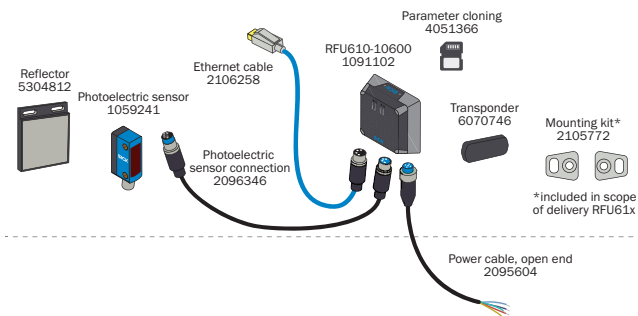 Parameter cloning
4051366
RFU610-10600
1091102
Ethernet cable
2106258
Reflector
5304812
Photoelectric sensor
1059241
Transponder
6070746
Mounting kit*
2105772
Photoelectric
sensor connection
2096346
*included in scope
of delivery RFU61x
Power cable, open end
2095604
SICK